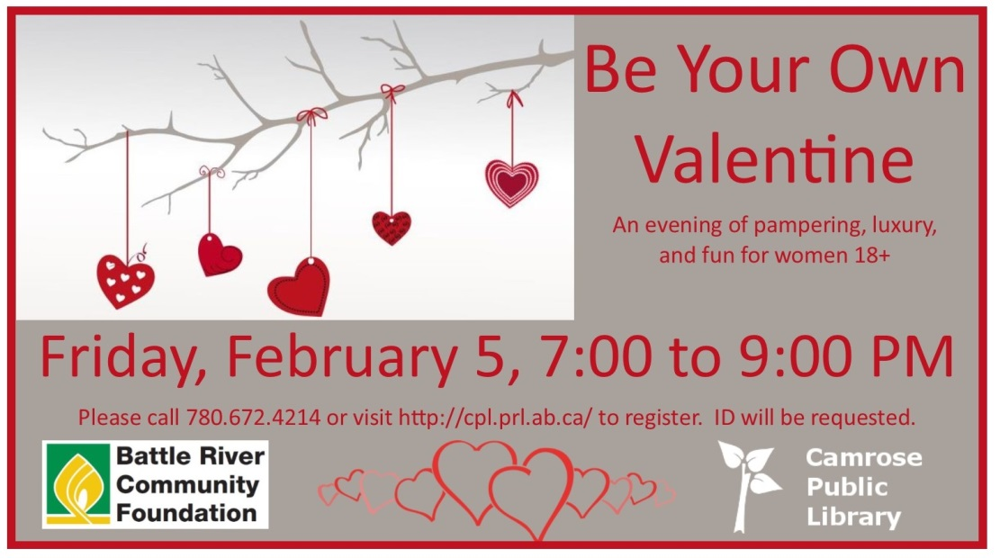 Be Your Own
Valentine
An evening of pampering, luxury,
and fun for women 18+
Friday, February 5, 7:00 to 9:00 PM
Please call 780.672.4214 or visit http://cpl.prl.ab.ca/ to register.  ID will be requested.
Battle River
Community
Foundation
Camrose
Public
Library